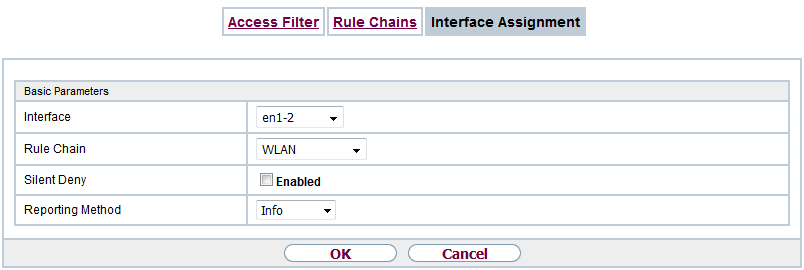 Access Filter Rule Chains Interface Assignment
Basic Parameters
Interface en1-2
Rule Chain WLAN
Silent Deny Enabled
Reporting Method Info
OK Cancel